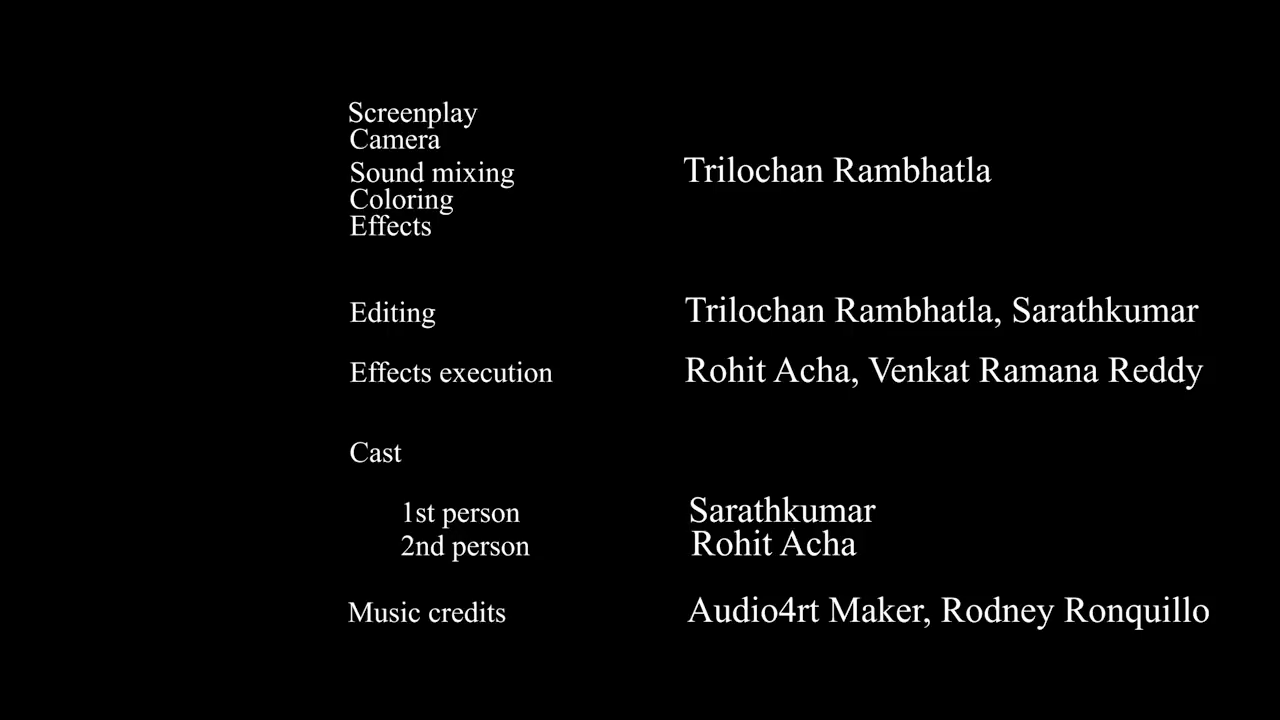 Screenplay
Camera
Sound mixing Trilochan Rambhatla
Coloring
Effects
Editing Trilochan Rambhatla, Sarathkumar
Effects execution Rohit Acha, Venkat Ramana Reddy
Cast
1st person Sarathkumar
2nd person Rohit Acha
Music credits Audio4rt Maker, Rodney Ronquillo